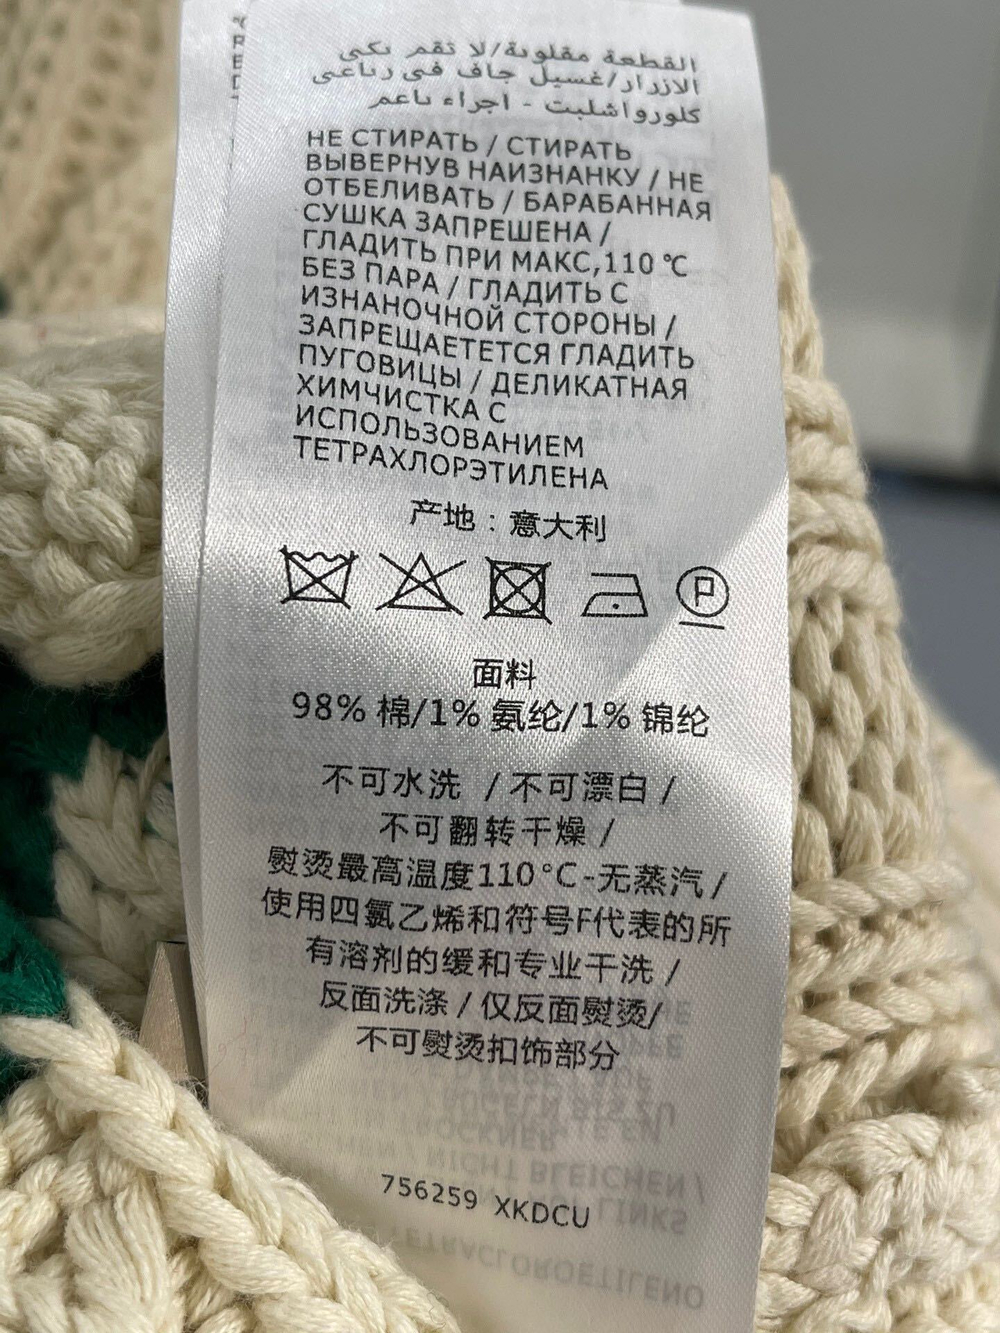 القطعة مقلوبة/لا تقم بكى
الازرار/غسيل جاف فى رباعى
كلورواشلبت - اجراء ناعم
НЕ СТИРАТЬ / СТИРАТЬ
ВЫВЕРНУВ НАИЗНАНКУ / НЕ
ОТБЕЛИВАТЬ / БАРАБАННАЯ
СУШКА ЗАПРЕШЕНА /
ГЛАДИТЬ ПРИ МАКС,110 °C
БЕЗ ПАРА / ГЛАДИТЬ С
ИЗНАНОЧНОЙ СТОРОНЫ /
ЗАПРЕЩАЕТЕТСЯ ГЛАДИТЬ
ПУГОВИЦЫ / ДЕЛИКАТНАЯ
ХИМЧИСТКА С
ИСПОЛЬЗОВАНИЕМ
ТЕТРАХЛОРЭТИЛЕНА
产地：意大利
P
面料
98% 棉/1% 氨纶/1% 锦纶
不可水洗 / 不可漂白 /
不可翻转干燥 /
熨烫最高温度110°C-无蒸汽/
使用四氯乙烯和符号F代表的所
有溶剂的缓和专业干洗 /
反面洗涤 / 仅反面熨烫/
不可熨烫扣饰部分
756259 XKDCU